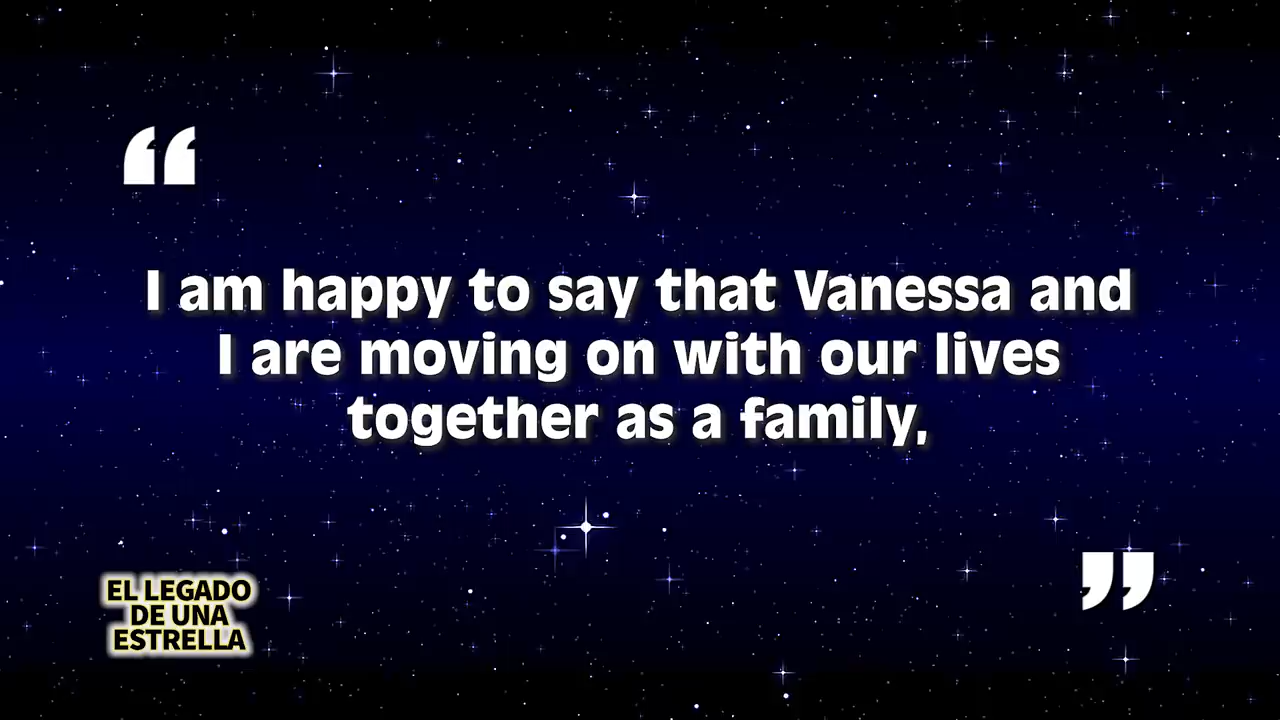 “
I am happy to say that Vanessa and
I are moving on with our lives
together as a family,
”
EL LEGADO
DE UNA
ESTRELLA